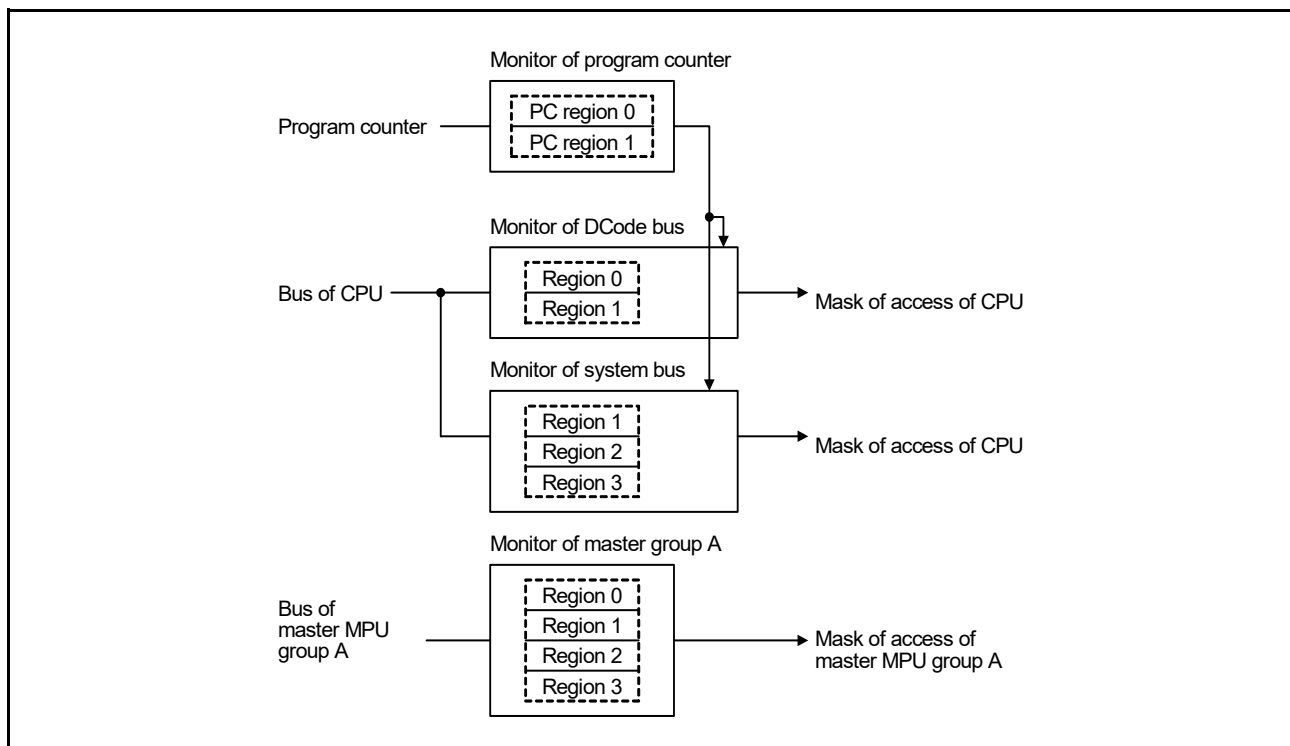 Monitor of program counter
Program counter
PC region 0
PC region 1
Monitor of DCode bus
Bus of CPU
Region 0
Region 1
Mask of access of CPU
Monitor of system bus
Region 1
Region 2
Region 3
Mask of access of CPU
Monitor of master group A
Bus of
master MPU
group A
Region 0
Region 1
Region 2
Region 3
Mask of access of
master MPU group A